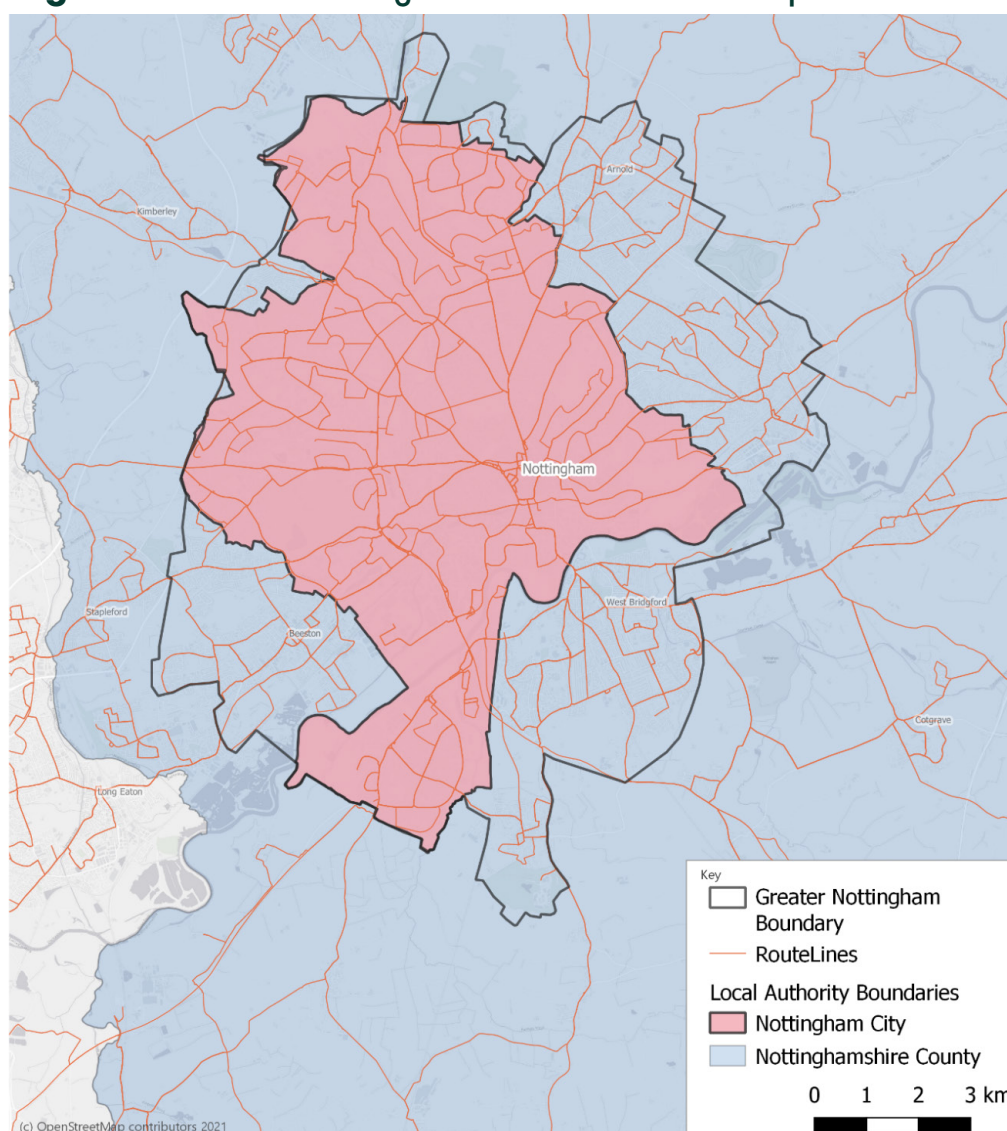 Arnold
Kimberley
Nottingham
West Bridgford
Stapleford
Beeston
Cotgrave
Long Eaton
Key
Greater Nottingham
Boundary
RouteLines
Local Authority Boundaries
Nottingham City
Nottinghamshire County
0 1 2 3 km
(c) OpenStreetMap contributors 2021